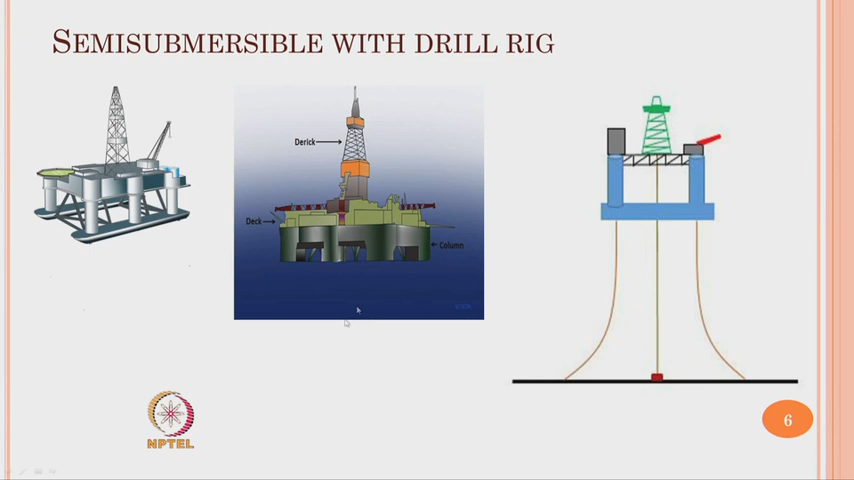 SEMISUBMERSIBLE WITH DRILL RIG
Derick
Deck
Column
6
NPTEL